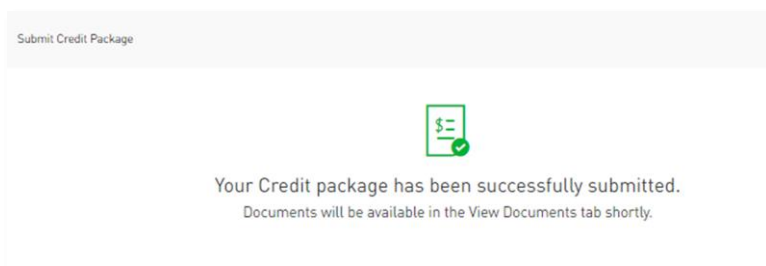 Submit Credit Package
$
Your Credit package has been successfully submitted.
Documents will be available in the View Documents tab shortly.